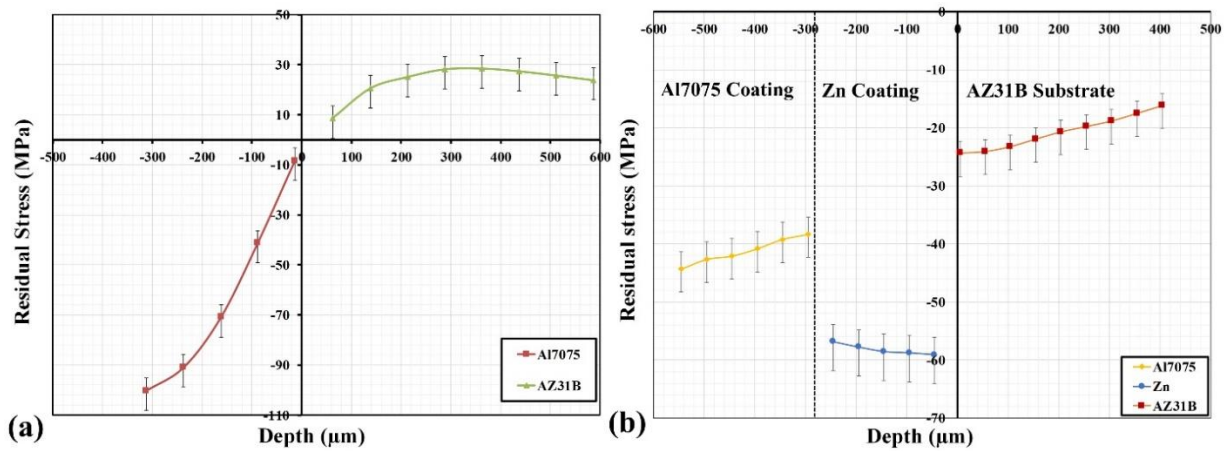 50
30
10
-500 -400 -300 -200 -100 0 100 200 300 400 500 600
-10
-30
-50
-70
-90
-110
Residual Stress (MPa)
Depth (µm)
Al7075
AZ31B
(a)
0
-600 -500 -400 -300 -200 -100 0 100 200 300 400 500
-10
Al7075 Coating Zn Coating AZ31B Substrate
-20
-30
-40
-50
-60
-70
Residual stress (MPa)
Depth (µm)
Al7075
Zn
AZ31B
(b)